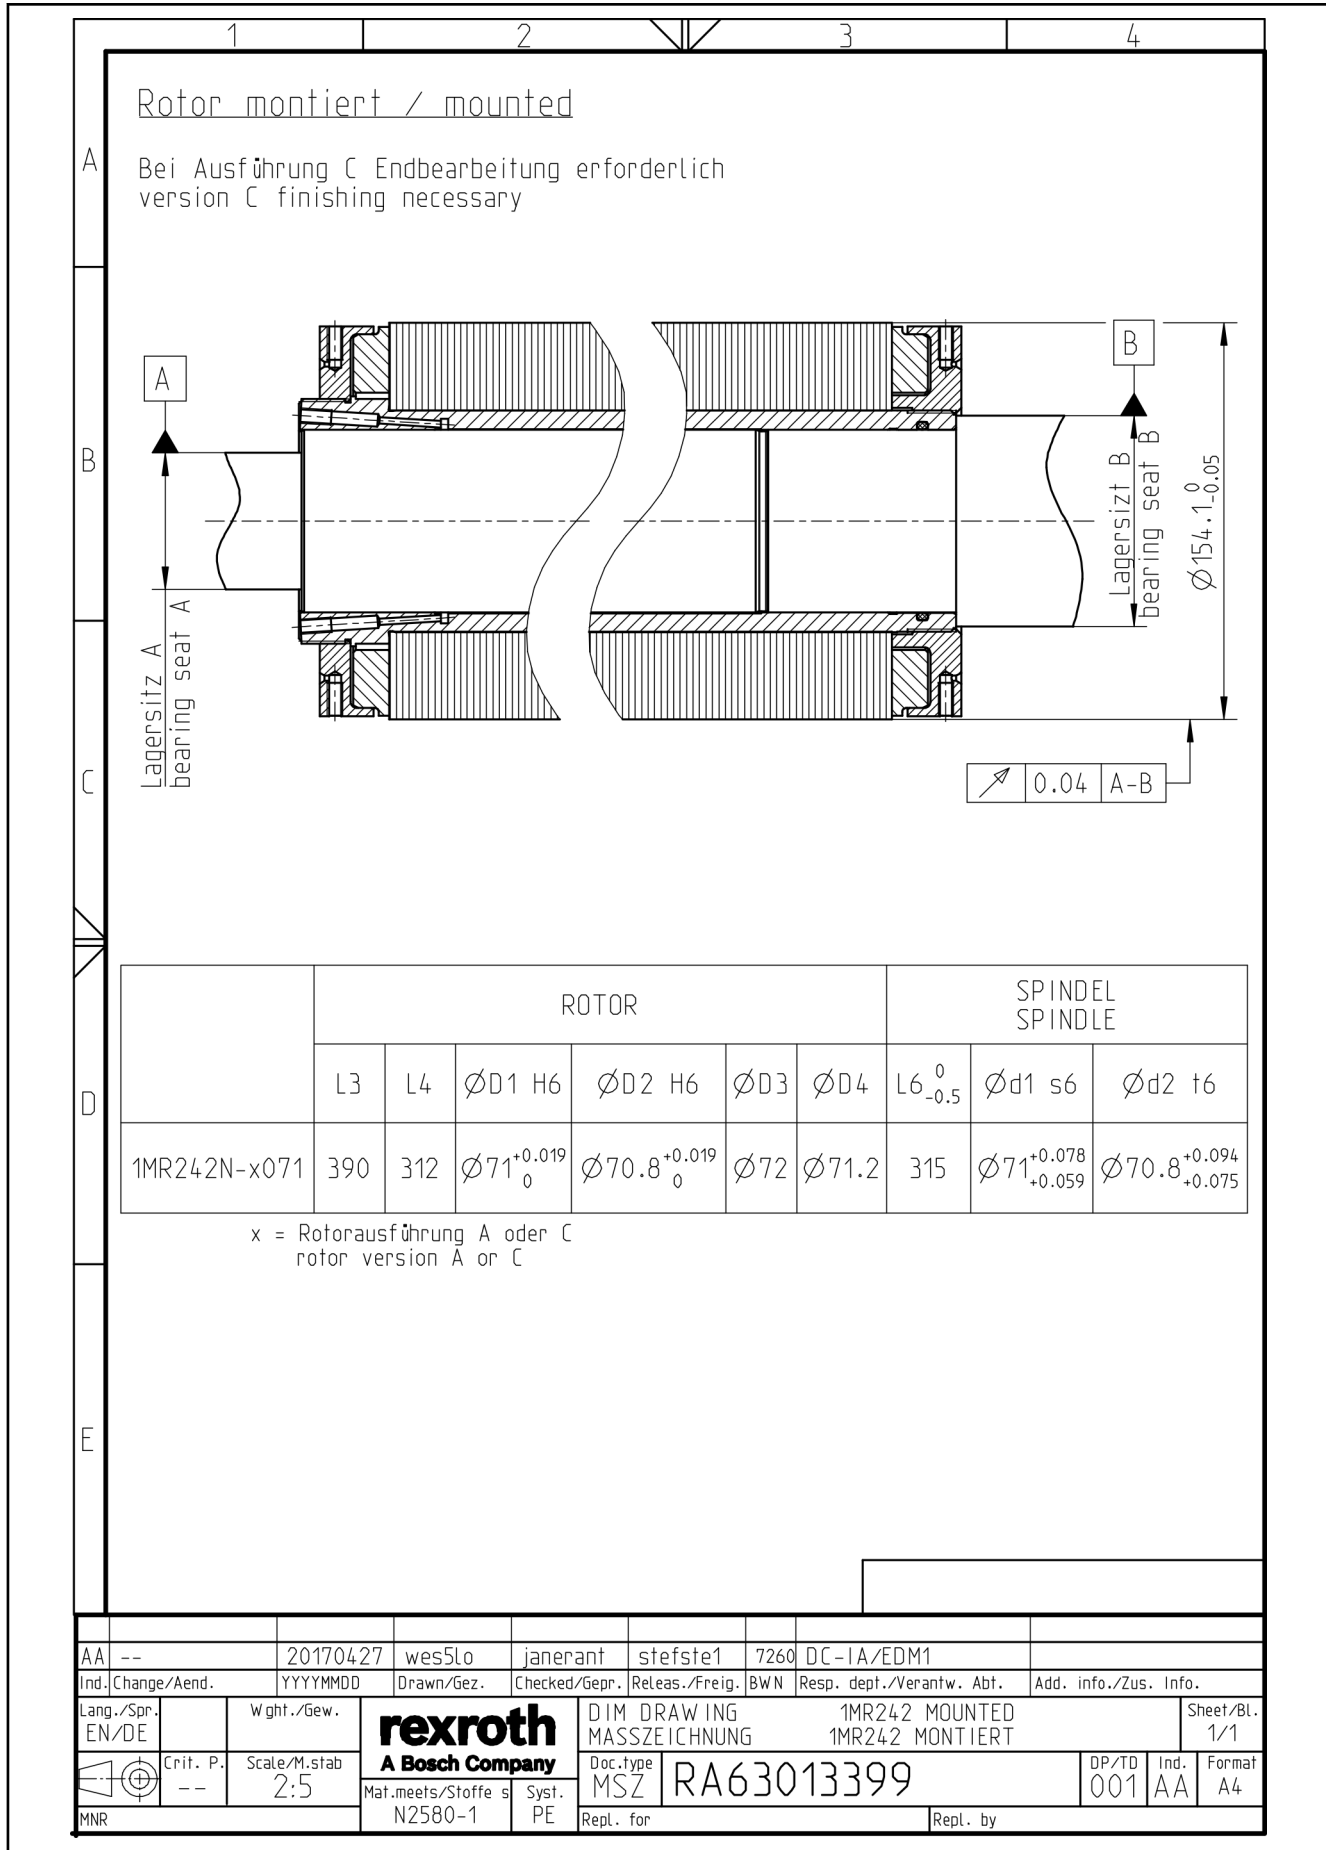 1 2 3 4
Rotor montiert / mounted
A
Bei Ausführung C Endbearbeitung erforderlich
version C finishing necessary
B
A
B
Lagersitz A
bearing seat A
Lagersizt B
bearing seat B
Ø154.1 0 -0.05
C
0.04 A-B
ROTOR
SPINDEL
SPINDLE
D
L3 L4 ØD1 H6 ØD2 H6 ØD3 ØD4 L6 0 -0.5 Ød1 s6 Ød2 t6
1MR242N-x071 390 312 Ø71 +0.019 0 Ø70.8 +0.019 0 Ø72 Ø71.2 315 Ø71 +0.078 +0.059 Ø70.8 +0.094 +0.075
x = Rotorausführung A oder C
rotor version A or C
E
AA -- 20170427 wes5lo janerant stefste1 7260 DC-IA/EDM1
Ind. Change/Aend. YYYYMMDD Drawn/Gez. Checked/Gepr. Releas./Freig. BWN Resp. dept./Verantw. Abt. Add. info./Zus. Info.
Lang./Spr.
EN/DE
Wght./Gew.
rexroth
A Bosch Company
DIM DRAWING 1MR242 MOUNTED
MASSZEICHNUNG 1MR242 MONTIERT
Sheet/Bl.
1/1
Crit. P.
--
Scale/M.stab
2:5
Mat.meets/Stoffe s
N2580-1
Syst.
PE
Doc.type
MSZ
RA63013399
DP/TD
001
Ind.
AA
Format
A4
MNR
Repl. for
Repl. by